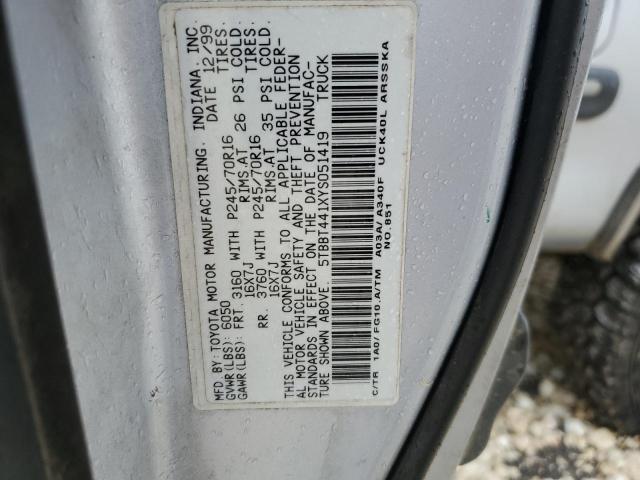 MFD. BY: TOYOTA MOTOR MANUFACTURING, INDIANA, INC.
GVWR(LBS): 6050 DATE 12/99
GAWR(LBS): FRT. 3160 WITH P245/70R16 TIRES.
16X7J RIMS.AT 26 PSI COLD.
RR. 3760 WITH P245/70R16 TIRES.
16X7J RIMS.AT 35 PSI COLD.
THIS VEHICLE CONFORMS TO ALL APPLICABLE FEDER-
AL MOTOR VEHICLE SAFETY AND THEFT PREVENTION
STANDARDS IN EFFECT ON THE DATE OF MANUFAC-
TURE SHOWN ABOVE.
5TBBT441XYS051419 TRUCK
C/TR 1A0/FG10.A/TM A03A/A340F UCK40L ARSSKA
NO.851